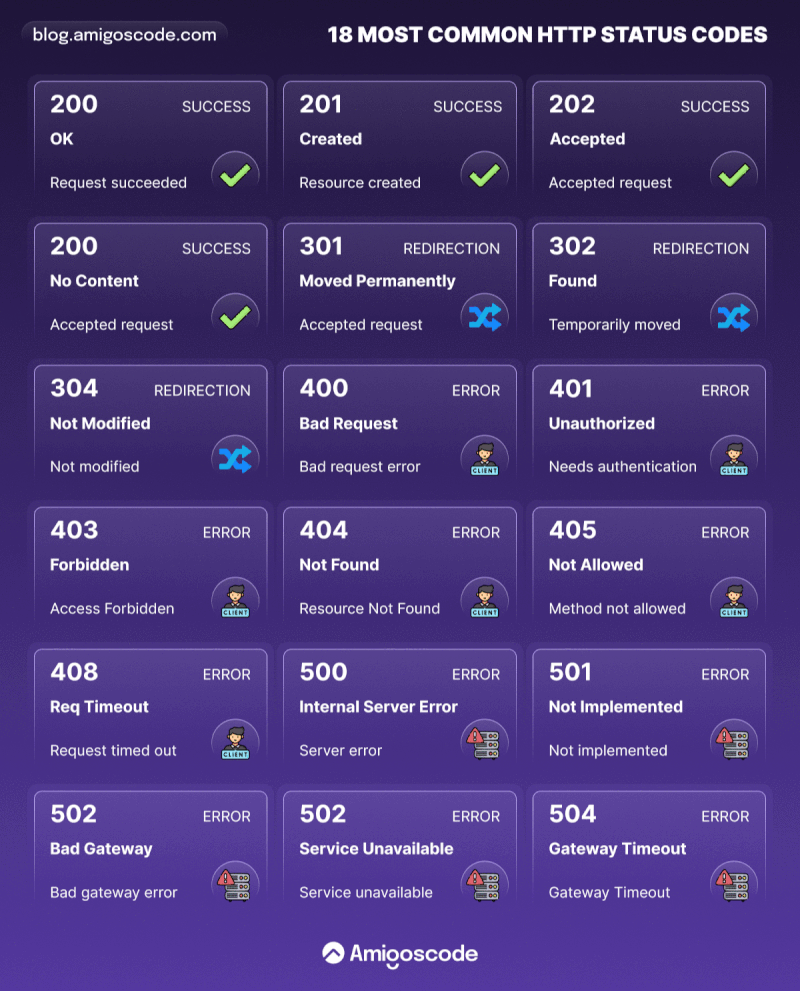 blog.amigoscode.com
18 MOST COMMON HTTP STATUS CODES
200 SUCCESS
OK
Request succeeded
201 SUCCESS
Created
Resource created
202 SUCCESS
Accepted
Accepted request
200 SUCCESS
No Content
Accepted request
301 REDIRECTION
Moved Permanently
Accepted request
302 REDIRECTION
Found
Temporarily moved
304 REDIRECTION
Not Modified
Not modified
400 ERROR
Bad Request
Bad request error
CLIENT
401 ERROR
Unauthorized
Needs authentication
CLIENT
403 ERROR
Forbidden
Access Forbidden
CLIENT
404 ERROR
Not Found
Resource Not Found
CLIENT
405 ERROR
Not Allowed
Method not allowed
CLIENT
408 ERROR
Req Timeout
Request timed out
CLIENT
500 ERROR
Internal Server Error
Server error
501 ERROR
Not Implemented
Not implemented
502 ERROR
Bad Gateway
Bad gateway error
502 ERROR
Service Unavailable
Service unavailable
504 ERROR
Gateway Timeout
Gateway Timeout
Amigoscode